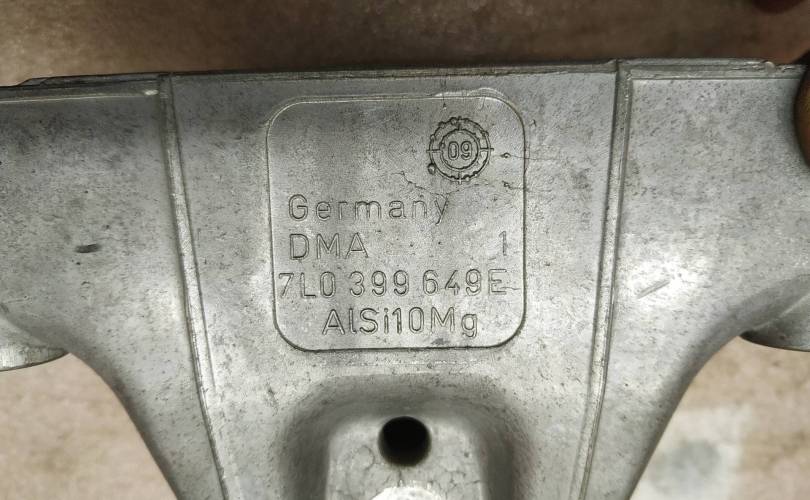 09
Germany
DMA 1
7L0 399 649E
AlSi10Mg